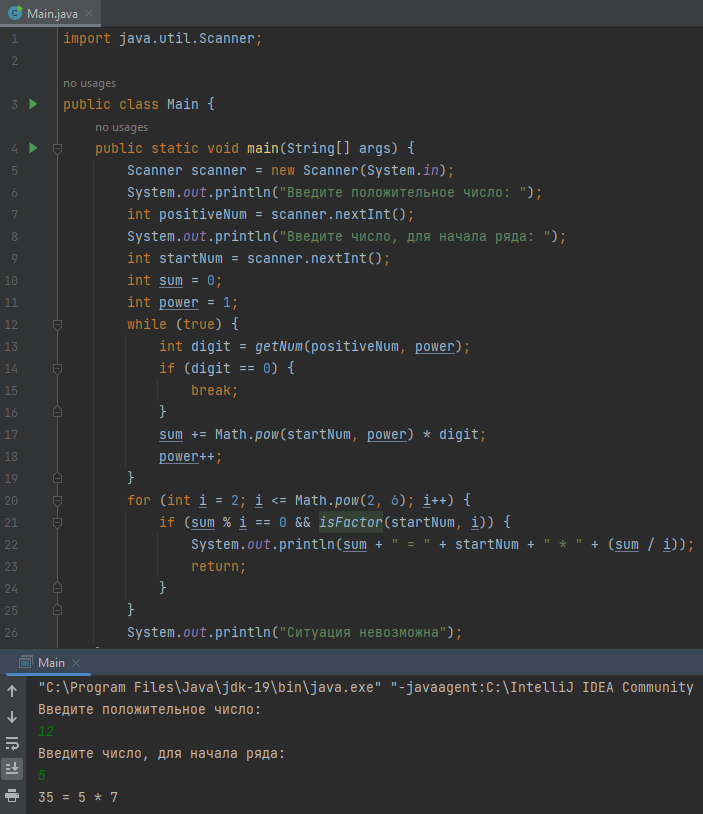 Main.java
1 import java.util.Scanner;
2
no usages
3 public class Main {
no usages
4 public static void main(String[] args) {
5 Scanner scanner = new Scanner(System.in);
6 System.out.println("Введите положительное число: ");
7 int positiveNum = scanner.nextInt();
8 System.out.println("Введите число, для начала ряда: ");
9 int startNum = scanner.nextInt();
10 int sum = 0;
11 int power = 1;
12 while (true) {
13 int digit = getNum(positiveNum, power);
14 if (digit == 0) {
15 break;
16 }
17 sum += Math.pow(startNum, power) * digit;
18 power++;
19 }
20 for (int i = 2; i <= Math.pow(2, 6); i++) {
21 if (sum % i == 0 && isFactor(startNum, i)) {
22 System.out.println(sum + " = " + startNum + " * " + (sum / i));
23 return;
24 }
25 }
26 System.out.println("Ситуация невозможна");
Main
"C:\Program Files\Java\jdk-19\bin\java.exe" "-javaagent:C:\IntelliJ IDEA Community
Введите положительное число:
12
Введите число, для начала ряда:
5
35 = 5 * 7